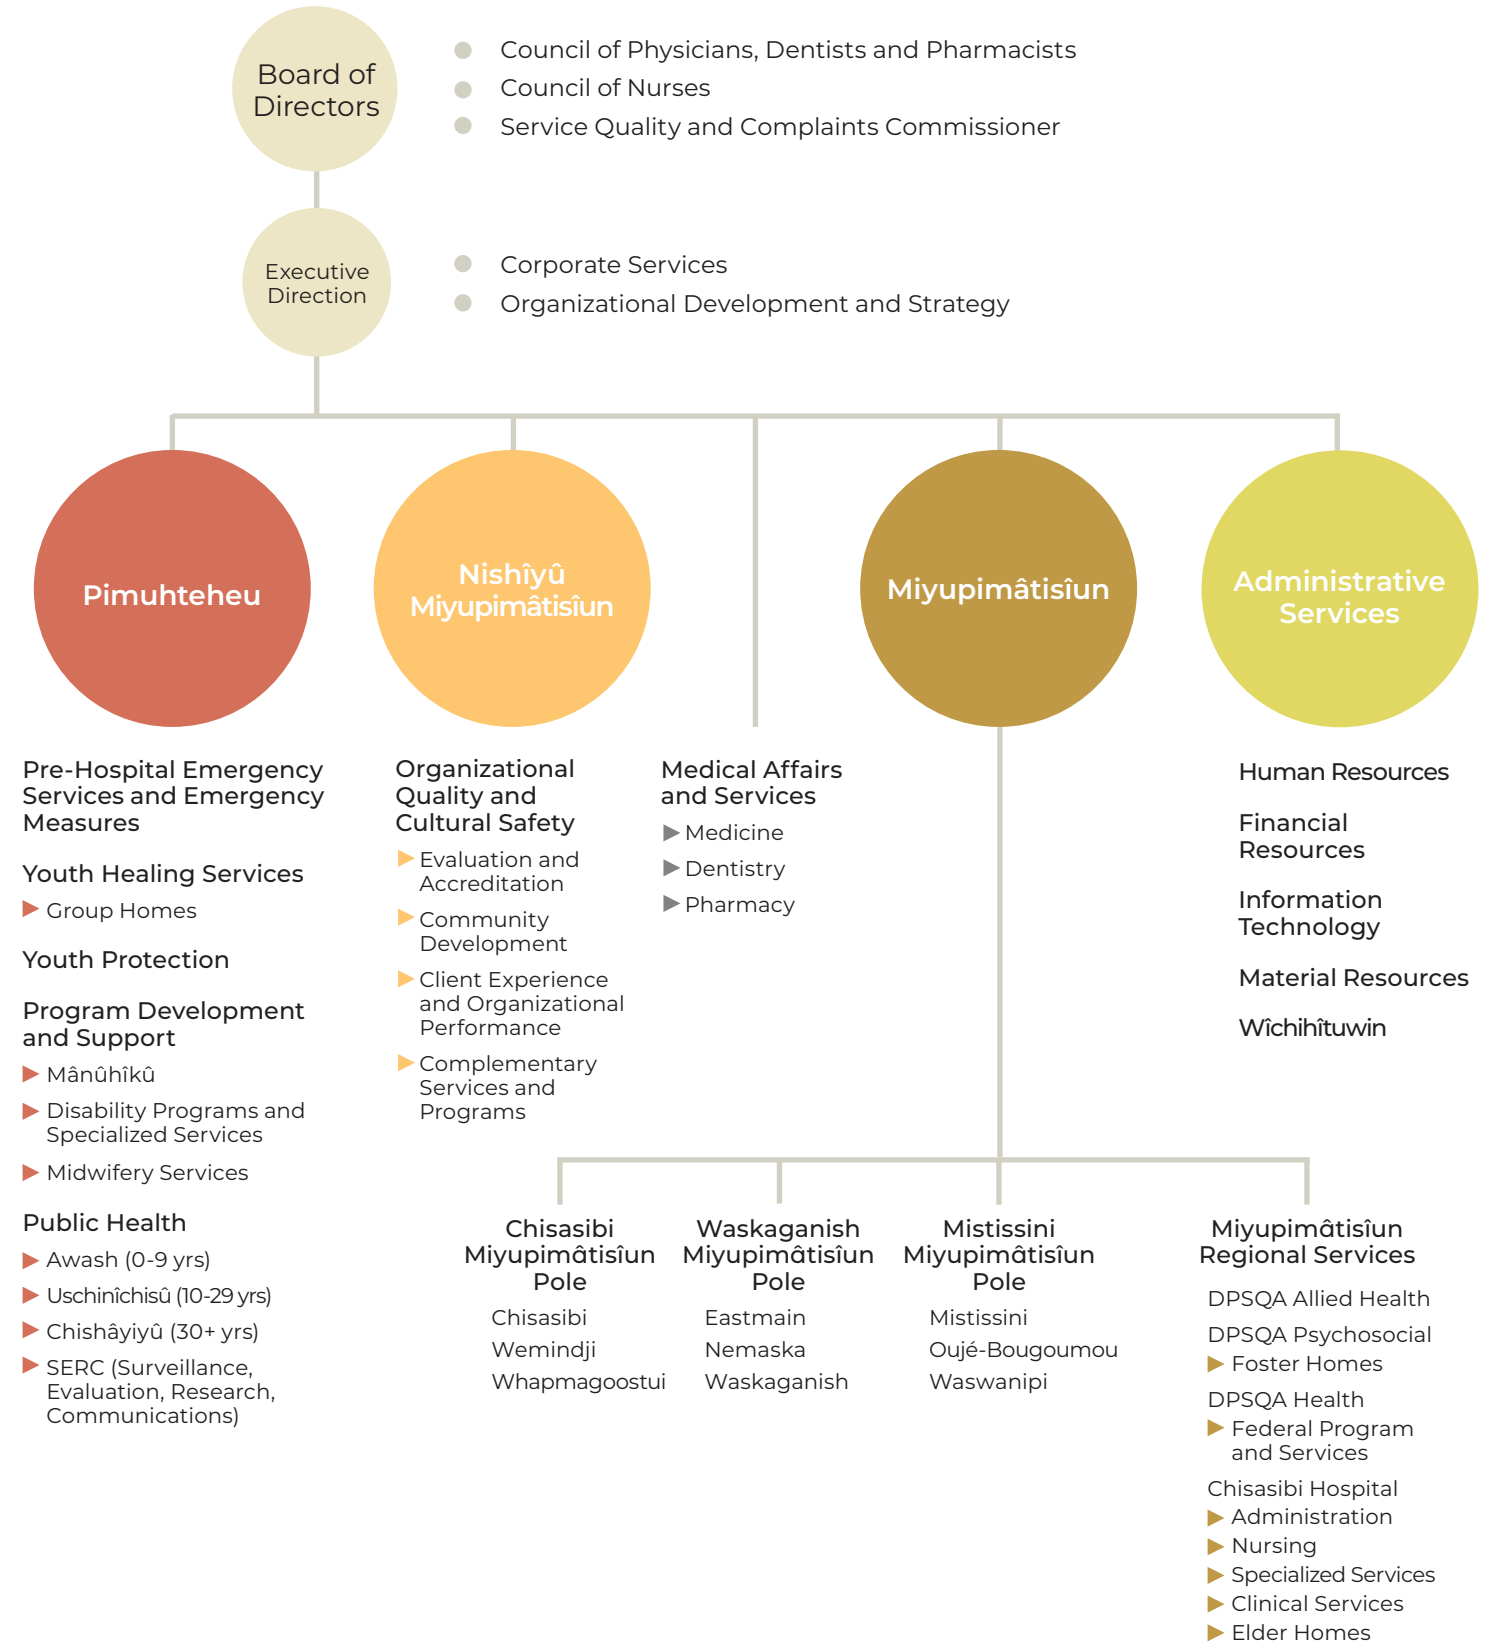 Board of
Directors
Council of Physicians, Dentists and Pharmacists
Council of Nurses
Service Quality and Complaints Commissioner
Executive
Direction
Corporate Services
Organizational Development and Strategy
Pimuhteheu
Nishîyû
Miyupimâtisîun
Miyupimâtisîun
Administrative
Services
Pre-Hospital Emergency
Services and Emergency
Measures
Youth Healing Services
Group Homes
Youth Protection
Program Development
and Support
Mânûhîkû
Disability Programs and
Specialized Services
Midwifery Services
Public Health
Awash (0-9 yrs)
Uschinîchisû (10-29 yrs)
Chishâyiyû (30+ yrs)
SERC (Surveillance,
Evaluation, Research,
Communications)
Organizational
Quality and
Cultural Safety
Evaluation and
Accreditation
Community
Development
Client Experience
and Organizational
Performance
Complementary
Services and
Programs
Medical Affairs
and Services
Medicine
Dentistry
Pharmacy
Human Resources
Financial
Resources
Information
Technology
Material Resources
Wîchihîtuwin
Chisasibi
Miyupimâtisîun
Pole
Chisasibi
Wemindji
Whapmagoostui
Waskaganish
Miyupimâtisîun
Pole
Eastmain
Nemaska
Waskaganish
Mistissini
Miyupimâtisîun
Pole
Mistissini
Oujé-Bougoumou
Waswanipi
Miyupimâtisîun
Regional Services
DPSQA Allied Health
DPSQA Psychosocial
Foster Homes
DPSQA Health
Federal Program
and Services
Chisasibi Hospital
Administration
Nursing
Specialized Services
Clinical Services
Elder Homes